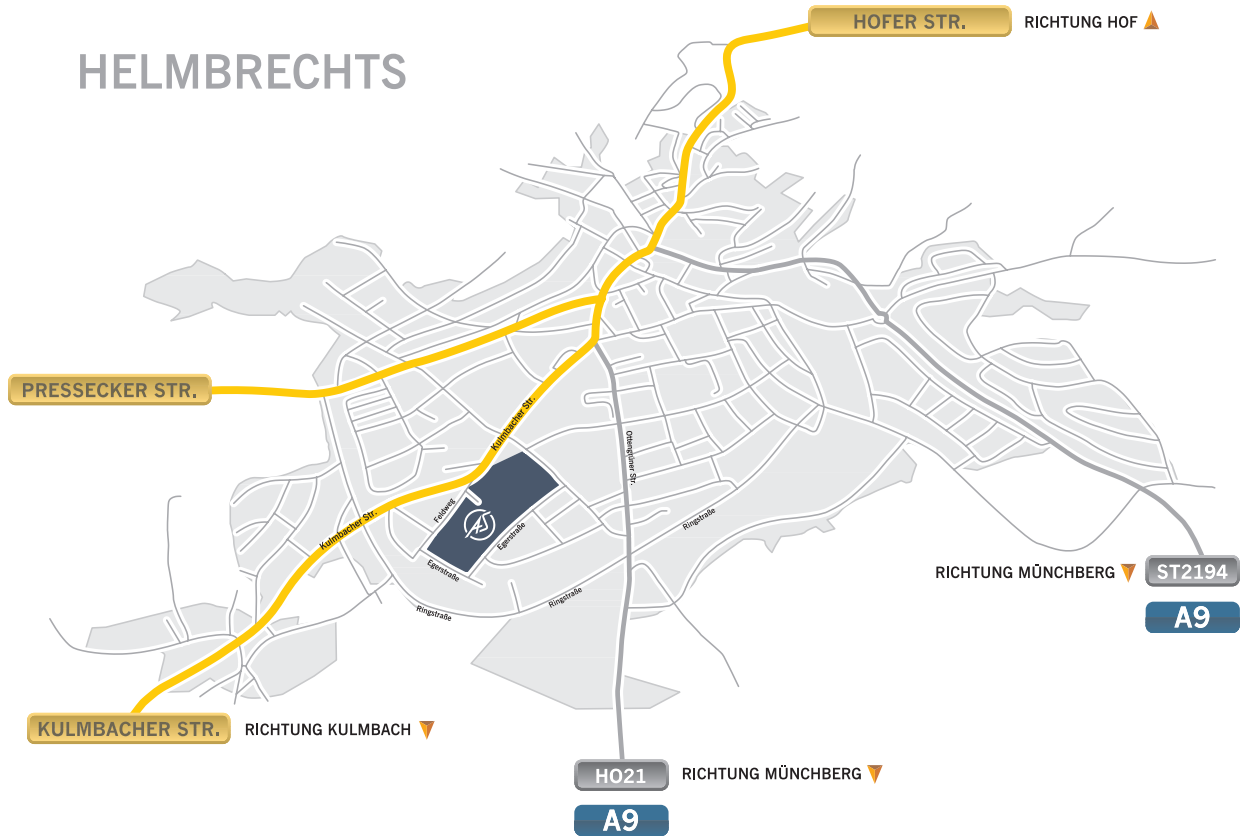 HOFER STR.
RICHTUNG HOF
HELMBRECHTS
PRESSECKER STR.
Kulmbacher Str.
Ottengrüner Str.
Feldweg
Egerstraße
Ringstraße
Kulmbacher Str.
Egerstraße
Ringstraße
Ringstraße
RICHTUNG MÜNCHBERG
ST2194
A9
KULMBACHER STR.
RICHTUNG KULMBACH
HO21
RICHTUNG MÜNCHBERG
A9